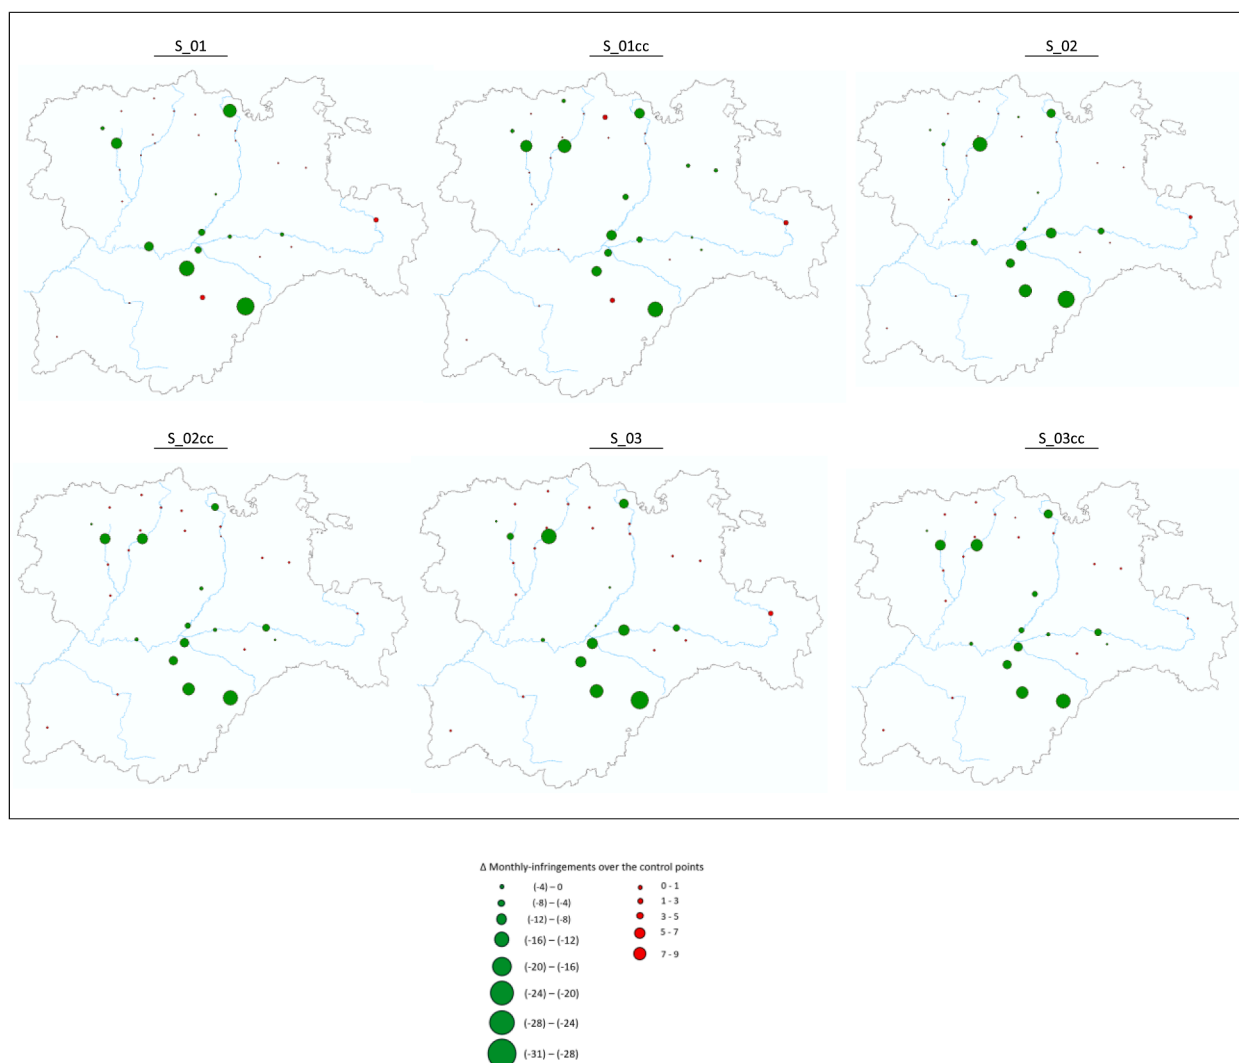 S_01
S_01cc
S_02
S_02cc
S_03
S_03cc
Δ Monthly-infringements over the control points
(-4) – 0
(-8) – (-4)
(-12) – (-8)
(-16) – (-12)
(-20) – (-16)
(-24) – (-20)
(-28) – (-24)
(-31) – (-28)
0 - 1
1 - 3
3 - 5
5 - 7
7 - 9